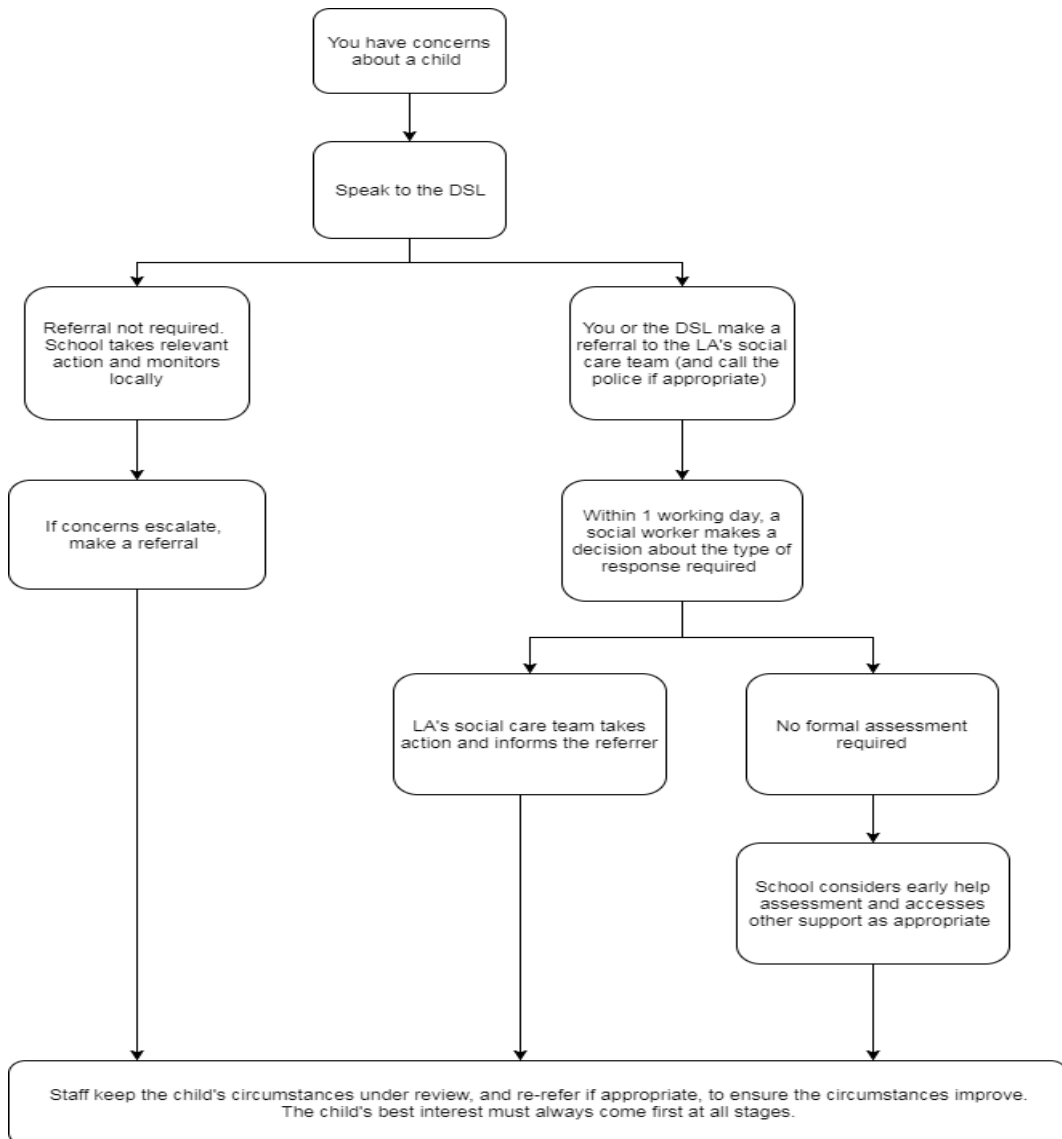 You have concerns
about a child
Speak to the DSL
Referral not required.
School takes relevant
action and monitors
locally
You or the DSL make a
referral to the LA's social
care team (and call the
police if appropriate)
If concerns escalate,
make a referral
Within 1 working day, a
social worker makes a
decision about the type of
response required
LA's social care team takes
action and informs the referrer
No formal assessment
required
School considers early help
assessment and accesses
other support as appropriate
Staff keep the child's circumstances under review, and re-refer if appropriate, to ensure the circumstances improve.
The child's best interest must always come first at all stages.